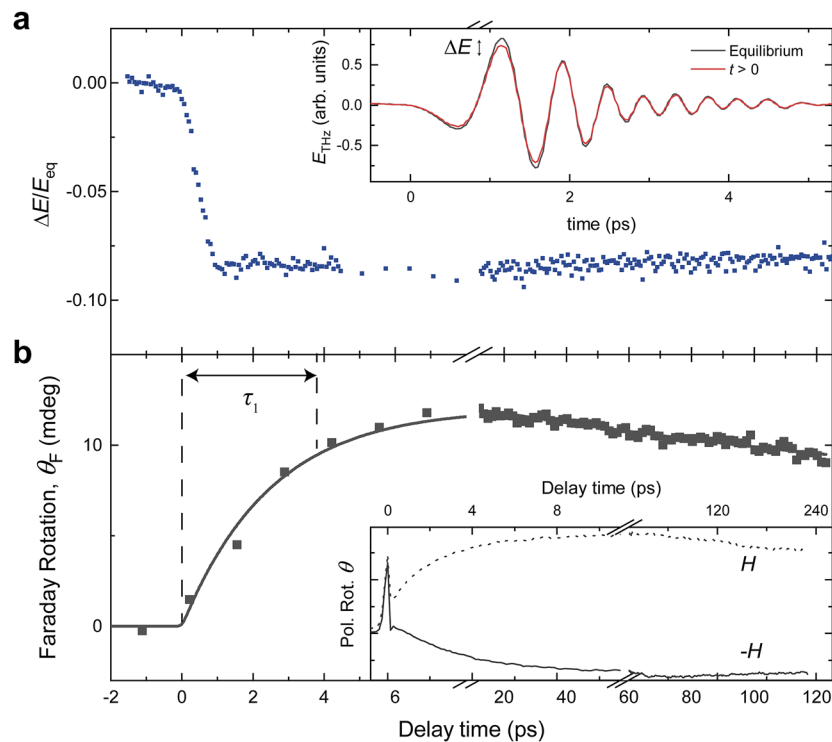 a
0.00
-0.05
-0.10
ΔE/E_eq
ΔE
Equilibrium
t > 0
0.5
0.0
-0.5
E_THz (arb. units)
0
2
4
time (ps)
b
τ_1
10
0
Faraday Rotation, θ_F (mdeg)
Delay time (ps)
0
4
8
120
240
Pol. Rot. θ
H
-H
-2
0
2
4
6
20
40
60
80
100
120
Delay time (ps)